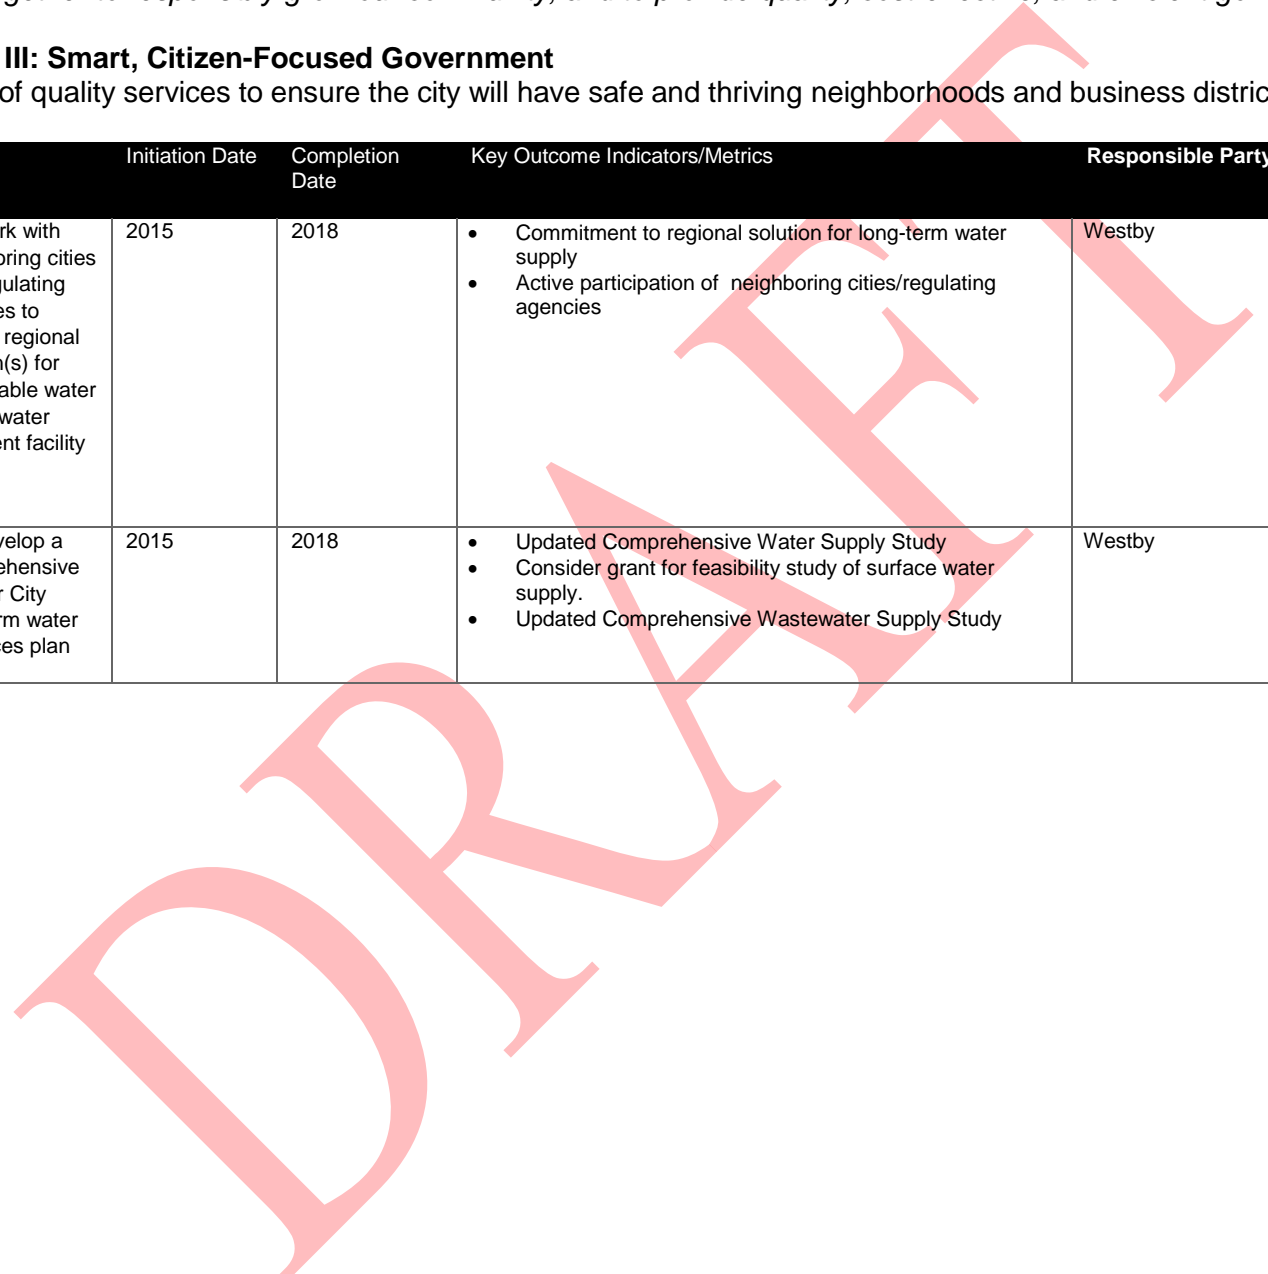 III: Smart, Citizen-Focused Government
of quality services to ensure the city will have safe and thriving neighborhoods and business distric
Initiation Date Completion Date Key Outcome Indicators/Metrics Responsible Party
rk with
oring cities
gulating
es to
regional
n(s) for
able water
water
nt facility
2015
2018
• Commitment to regional solution for long-term water
supply
• Active participation of neighboring cities/regulating
agencies
Westby
velop a
ehensive
r City
rm water
ces plan
2015
2018
• Updated Comprehensive Water Supply Study
• Consider grant for feasibility study of surface water
supply.
• Updated Comprehensive Wastewater Supply Study
Westby
DRAFT